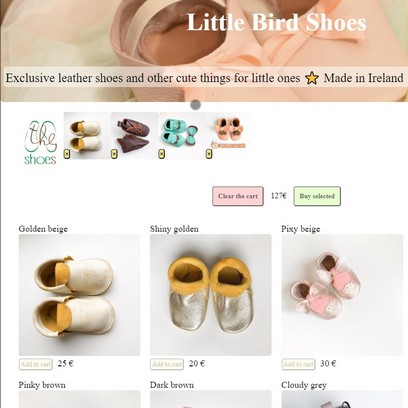 Little Bird Shoes
Exclusive leather shoes and other cute things for little ones ⭐ Made in Ireland
the
shoes
x x x x
Clear the cart 127€ Buy selected
Golden beige Shiny golden Pixy beige
Add to cart 25 € Add to cart 20 € Add to cart 30 €
Pinky brown Dark brown Cloudy grey